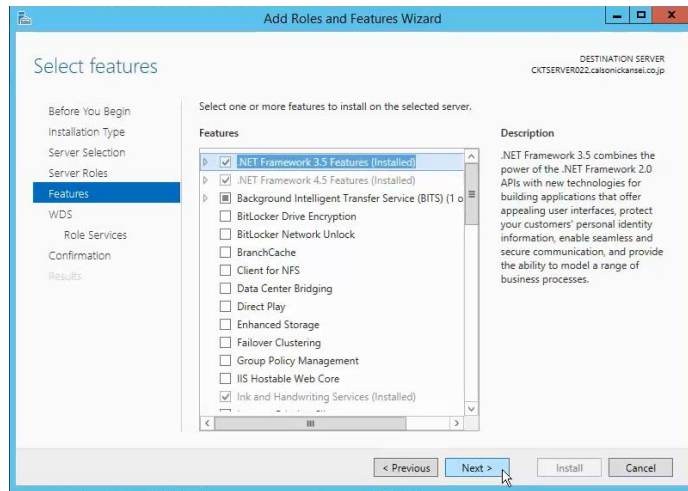 Add Roles and Features Wizard
Select features
DESTINATION SERVER
CKTSERVER022.calsonickansei.co.jp
Before You Begin
Installation Type
Server Selection
Server Roles
Features
WDS
Role Services
Confirmation
Results
Select one or more features to install on the selected server.
Features
.NET Framework 3.5 Features (Installed)
.NET Framework 4.5 Features (Installed)
Background Intelligent Transfer Service (BITS) (1 o
BitLocker Drive Encryption
BitLocker Network Unlock
BranchCache
Client for NFS
Data Center Bridging
Direct Play
Enhanced Storage
Failover Clustering
Group Policy Management
IIS Hostable Web Core
Ink and Handwriting Services (Installed)
Description
.NET Framework 3.5 combines the
power of the .NET Framework 2.0
APIs with new technologies for
building applications that offer
appealing user interfaces, protect
your customers' personal identity
information, enable seamless and
secure communication, and provide
the ability to model a range of
business processes.
< Previous
Next >
Install
Cancel